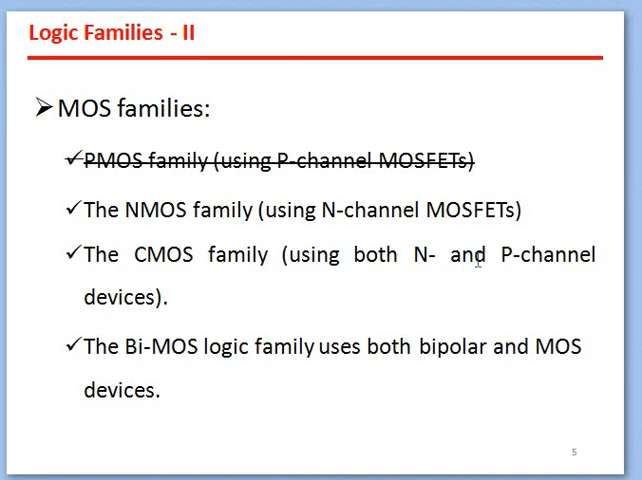 Logic Families - II
➢MOS families:
✓PMOS family (using P-channel MOSFETs)
✓The NMOS family (using N-channel MOSFETs)
✓The CMOS family (using both N- and P-channel
devices).
✓The Bi-MOS logic family uses both bipolar and MOS
devices.
5